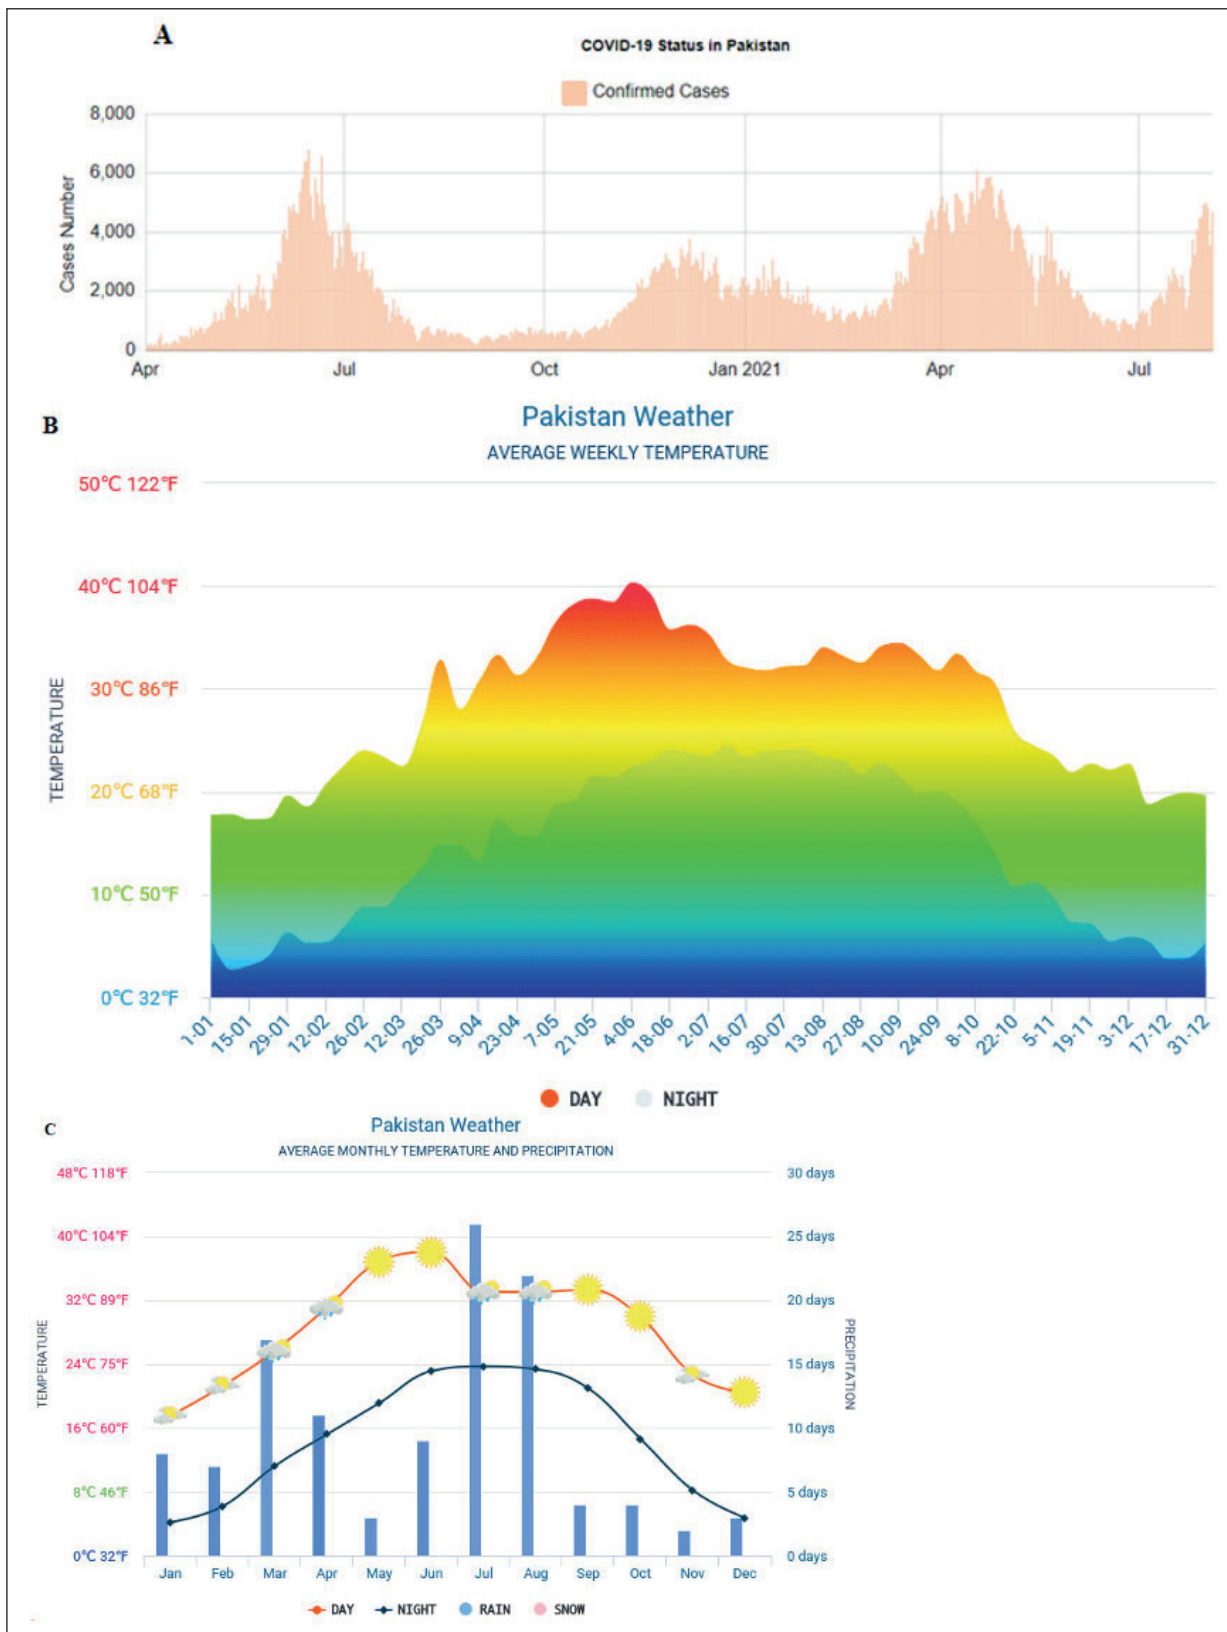 A
COVID-19 Status in Pakistan
Confirmed Cases
Cases Number
8,000
6,000
4,000
2,000
0
Apr Jul Oct Jan 2021 Apr Jul
B
Pakistan Weather
AVERAGE WEEKLY TEMPERATURE
TEMPERATURE
50°C 122°F
40°C 104°F
30°C 86°F
20°C 68°F
10°C 50°F
0°C 32°F
1-01 15-01 29-01 12-02 26-02 12-03 26-03 9-04 23-04 7-05 21-05 4-06 18-06 2-07 16-07 30-07 13-08 27-08 10-09 24-09 8-10 22-10 5-11 19-11 3-12 17-12 31-12
DAY NIGHT
C
Pakistan Weather
AVERAGE MONTHLY TEMPERATURE AND PRECIPITATION
TEMPERATURE
PRECIPITATION
48°C 118°F 30 days
40°C 104°F 25 days
32°C 89°F 20 days
24°C 75°F 15 days
16°C 60°F 10 days
8°C 46°F 5 days
0°C 32°F 0 days
Jan Feb Mar Apr May Jun Jul Aug Sep Oct Nov Dec
DAY NIGHT RAIN SNOW